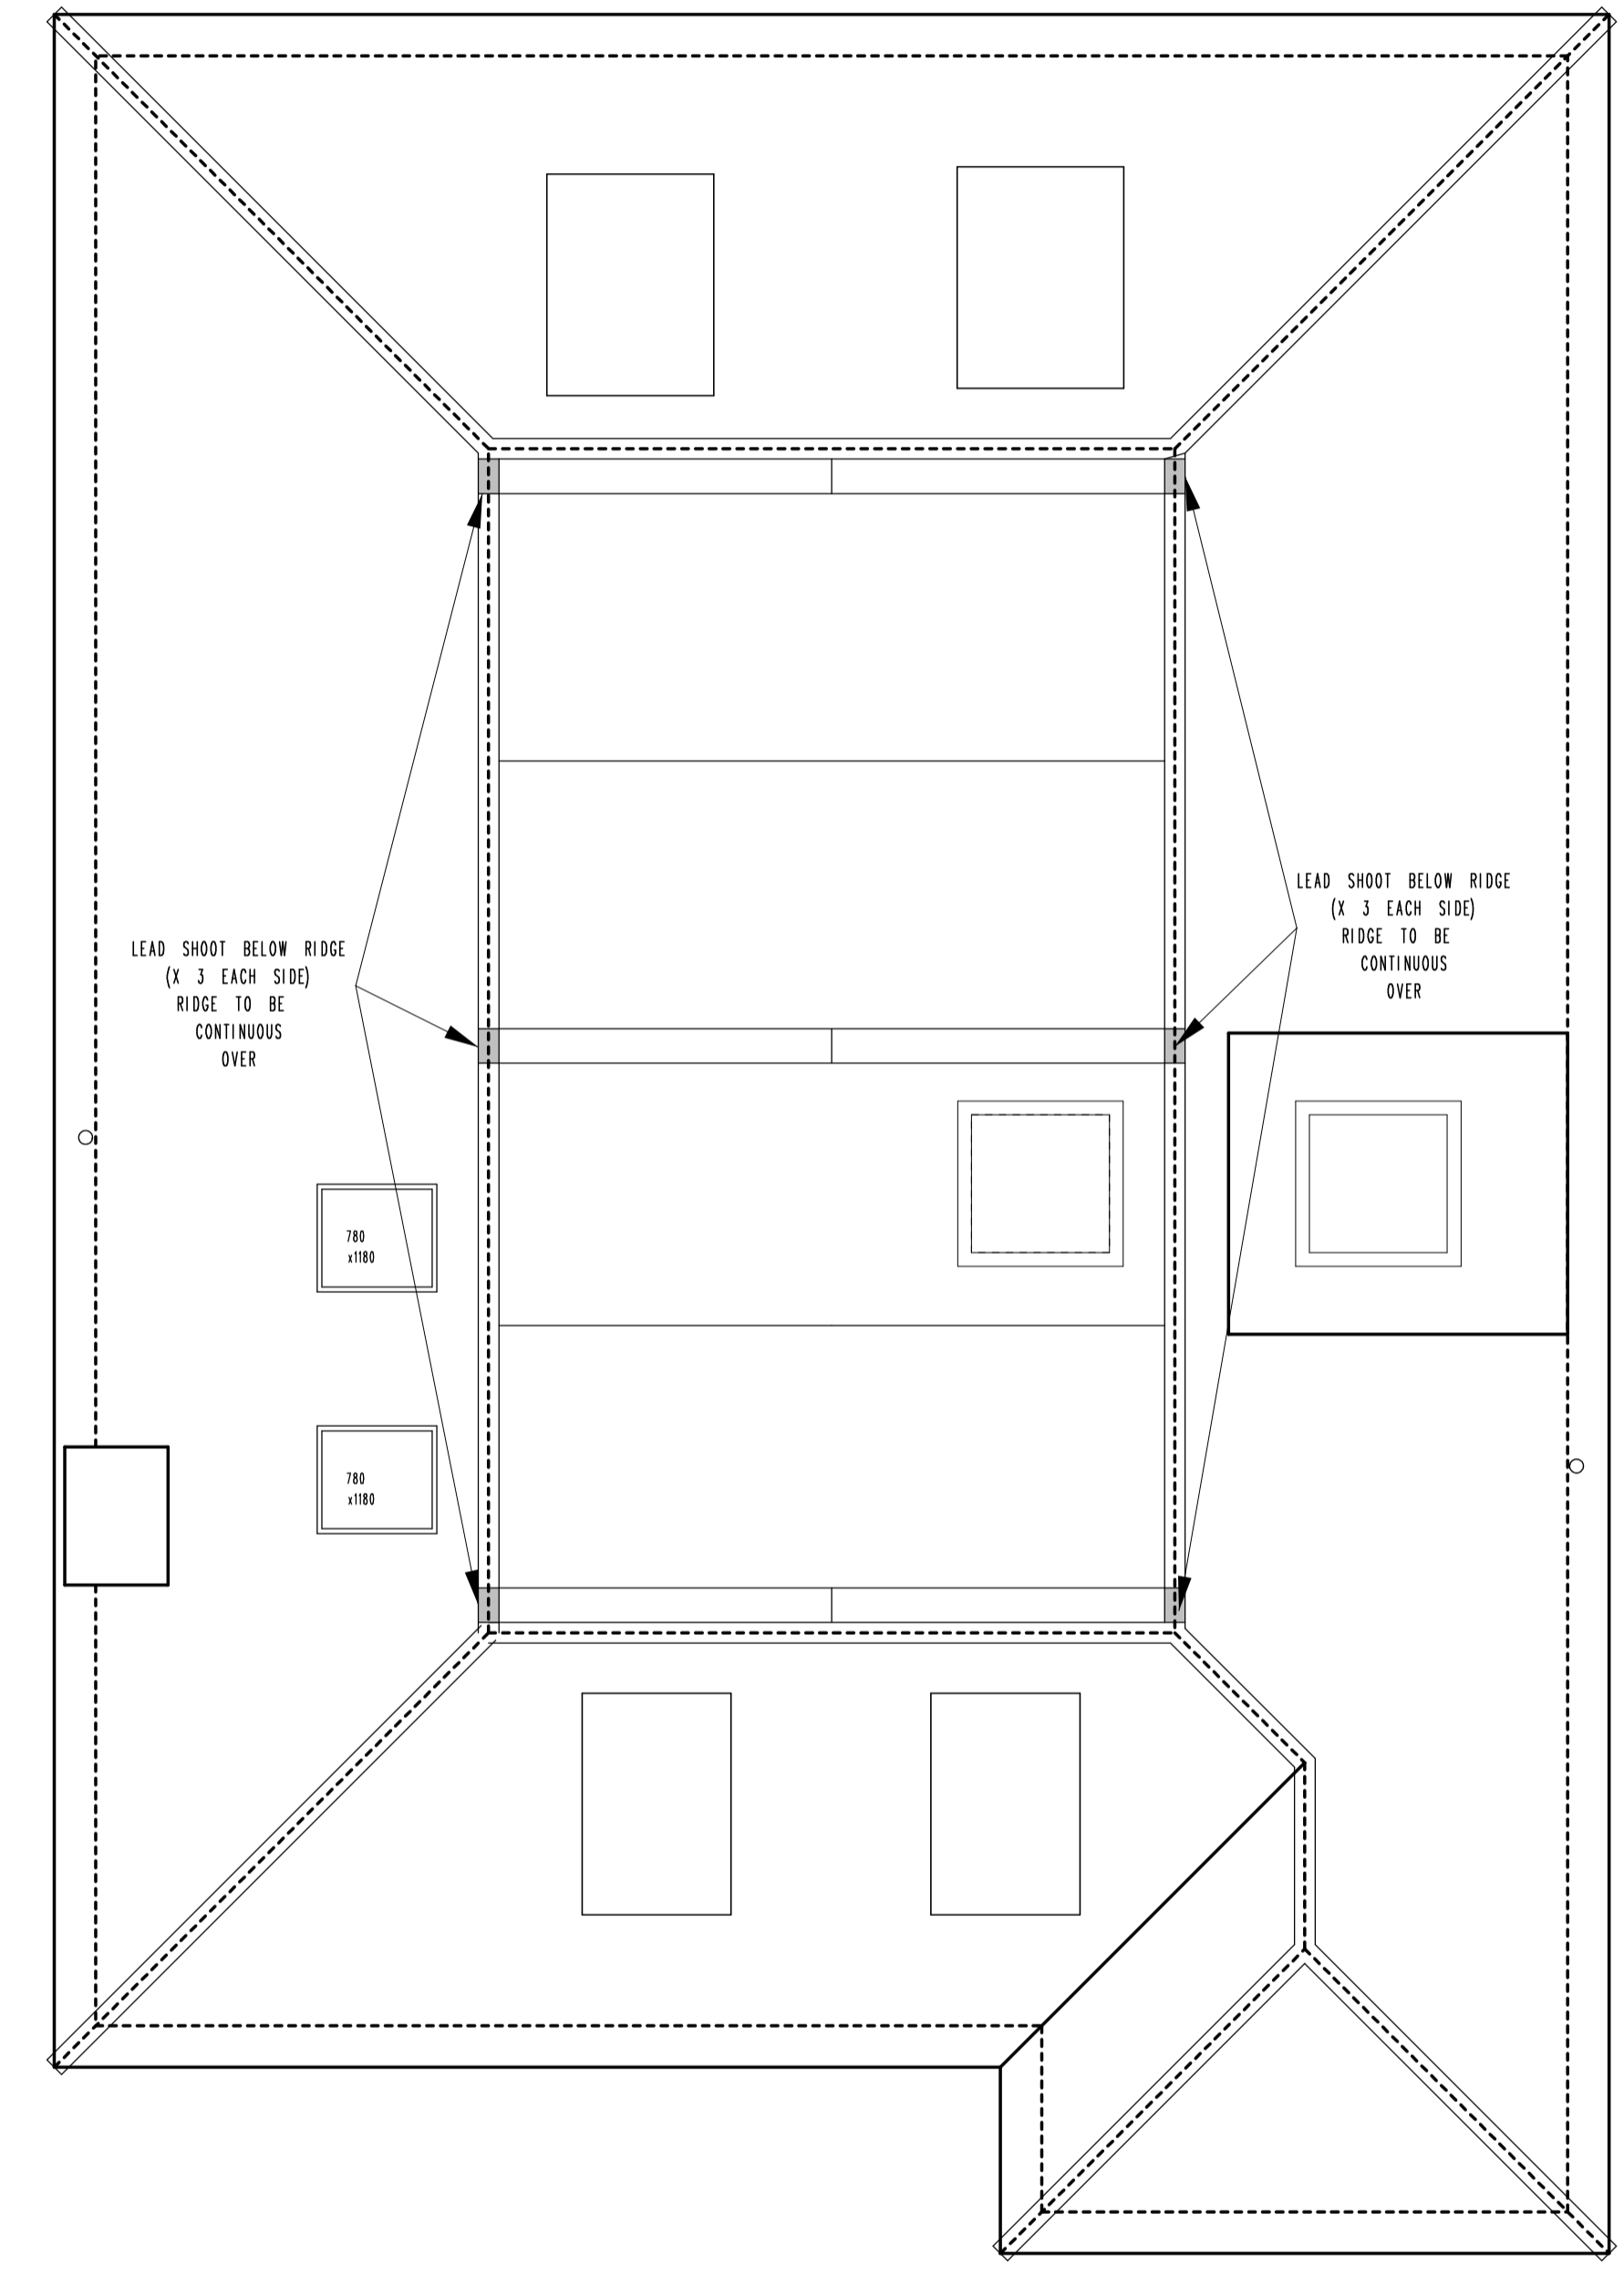 LEAD SHOOT BELOW RIDGE
(X 3 EACH SIDE)
RIDGE TO BE
CONTINUOUS
OVER
LEAD SHOOT BELOW RIDGE
(X 3 EACH SIDE)
RIDGE TO BE
CONTINUOUS
OVER
780
x1180
780
x1180